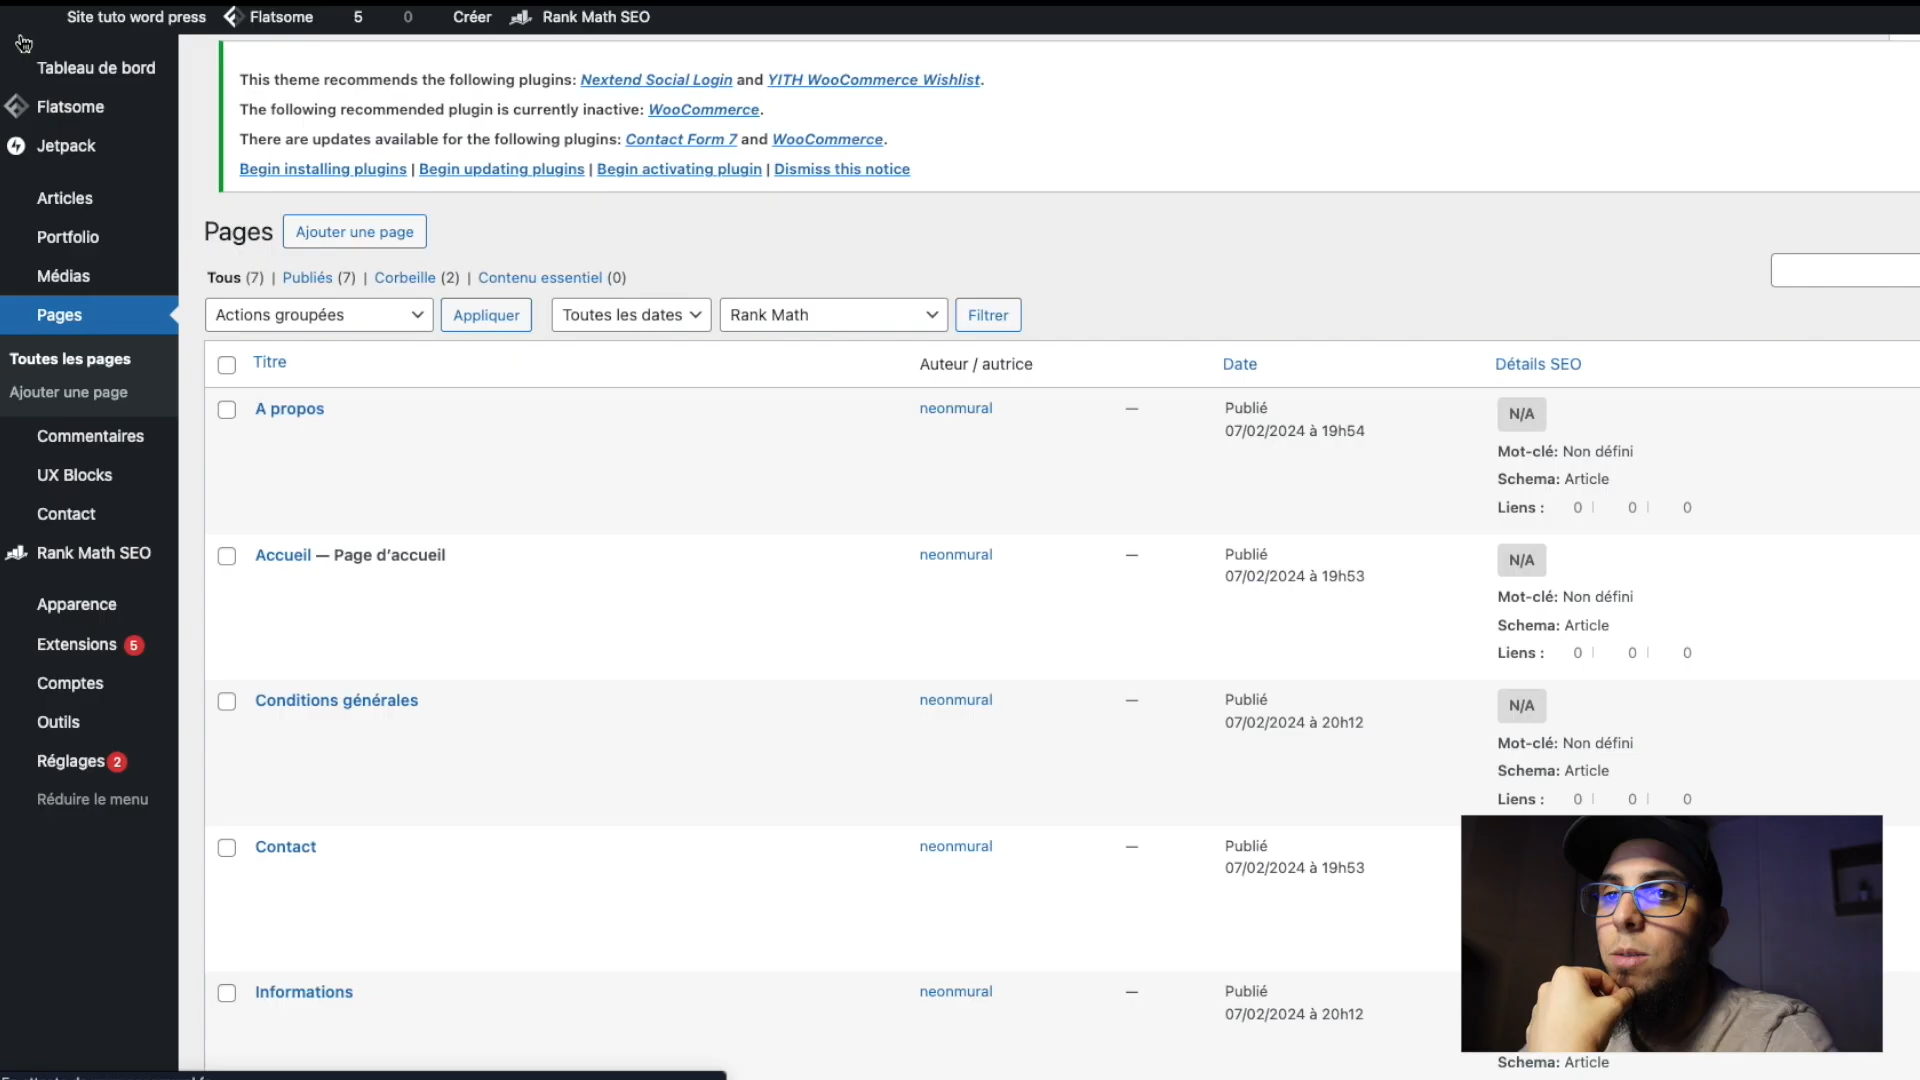 Site tuto word press Flatsome 5 0 Créer Rank Math SEO
Tableau de bord
Flatsome
Jetpack
Articles
Portfolio
Médias
Pages
Toutes les pages
Ajouter une page
Commentaires
UX Blocks
Contact
Rank Math SEO
Apparence
Extensions 5
Comptes
Outils
Réglages 2
Réduire le menu
This theme recommends the following plugins: Nextend Social Login and YITH WooCommerce Wishlist.
The following recommended plugin is currently inactive: WooCommerce.
There are updates available for the following plugins: Contact Form 7 and WooCommerce.
Begin installing plugins | Begin updating plugins | Begin activating plugin | Dismiss this notice
Pages Ajouter une page
Tous (7) | Publiés (7) | Corbeille (2) | Contenu essentiel (0)
Actions groupées Appliquer Toutes les dates Rank Math Filtrer
Titre Auteur / autrice Date Détails SEO
A propos neonmural — Publié N/A
07/02/2024 à 19h54
Mot-clé: Non défini
Schema: Article
Liens : 0 | 0 | 0
Accueil — Page d’accueil neonmural — Publié N/A
07/02/2024 à 19h53
Mot-clé: Non défini
Schema: Article
Liens : 0 | 0 | 0
Conditions générales neonmural — Publié N/A
07/02/2024 à 20h12
Mot-clé: Non défini
Schema: Article
Liens : 0 | 0 | 0
Contact neonmural — Publié
07/02/2024 à 19h53
Informations neonmural — Publié
07/02/2024 à 20h12
Schema: Article